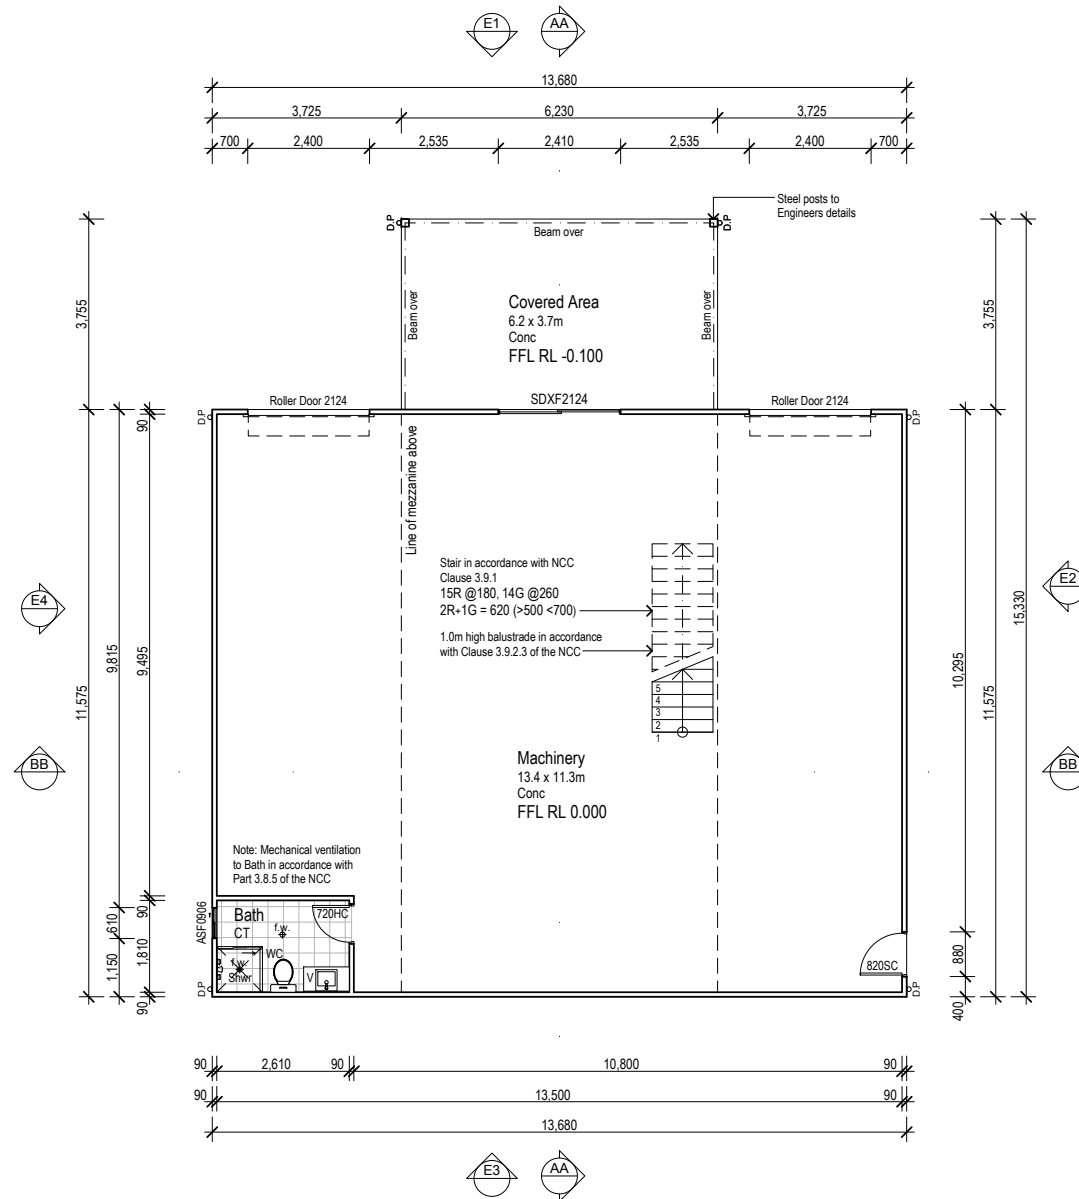 E1
AA
13,680
3,725
6,230
3,725
700
2,400
2,535
2,410
2,535
2,400
700
Steel posts to
Engineers details
D.P
D.P
Beam over
Beam over
Beam over
Covered Area
6.2 x 3.7m
Conc
FFL RL -0.100
3,755
3,755
Roller Door 2124
SDXF2124
Roller Door 2124
D.P
D.P
90
Line of mezzanine above
Stair in accordance with NCC
Clause 3.9.1
15R @180, 14G @260
2R+1G = 620 (>500 <700)
1.0m high balustrade in accordance
with Clause 3.9.2.3 of the NCC
5
4
3
2
1
E4
E2
BB
BB
11,575
9,815
9,495
10,295
11,575
15,330
Machinery
13.4 x 11.3m
Conc
FFL RL 0.000
Note: Mechanical ventilation
to Bath in accordance with
Part 3.8.5 of the NCC
90
610
1,810
1,150
90
ASF0906
Bath
CT
f.w.
720HC
WC
f.w.
Shwr
V
820SC
880
400
D.P
D.P
90
2,610
90
10,800
90
90
13,500
90
13,680
E3
AA